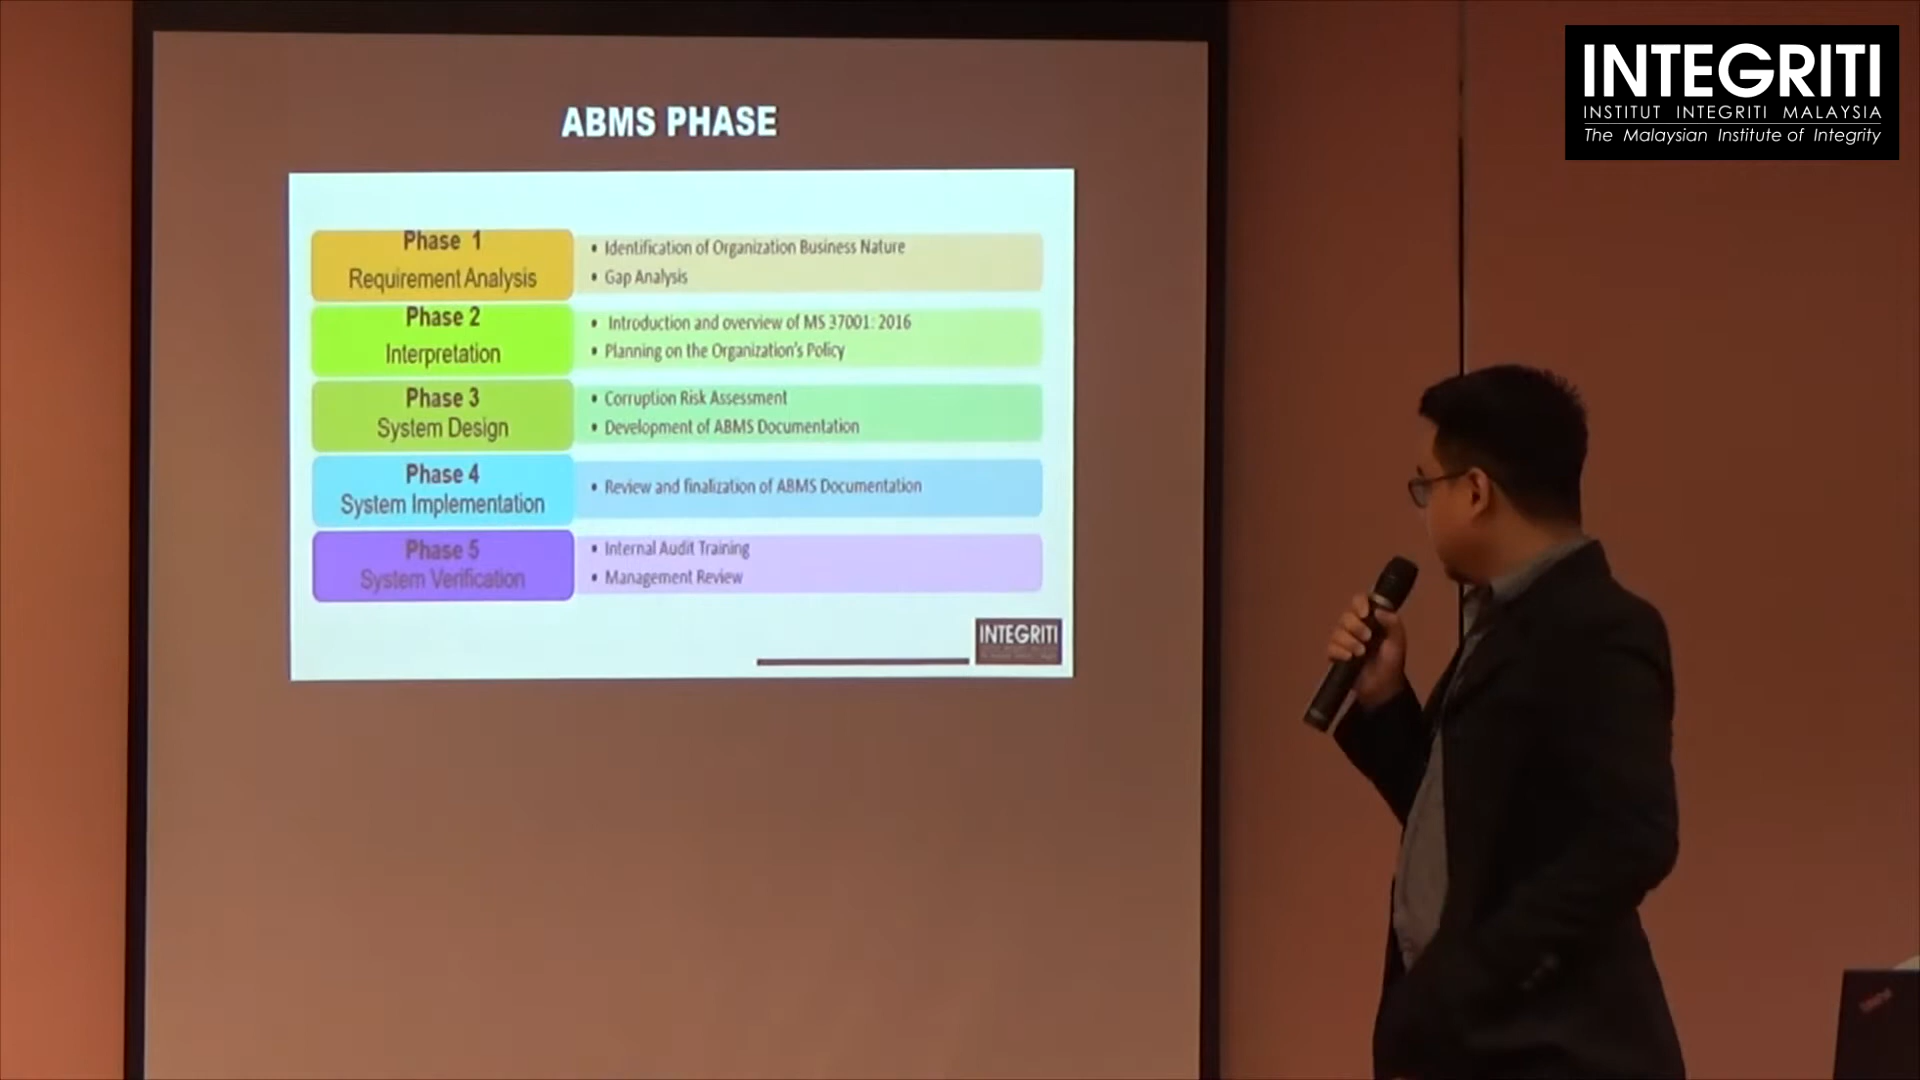 INTEGRITI
INSTITUT INTEGRITI MALAYSIA
The Malaysian Institute of Integrity
ABMS PHASE
Phase 1
Requirement Analysis
• Identification of Organization Business Nature
• Gap Analysis
Phase 2
Interpretation
• Introduction and overview of MS 37001: 2016
• Planning on the Organization's Policy
Phase 3
System Design
• Corruption Risk Assessment
• Development of ABMS Documentation
Phase 4
System Implementation
• Review and finalization of ABMS Documentation
Phase 5
System Verification
• Internal Audit Training
• Management Review
INTEGRITI